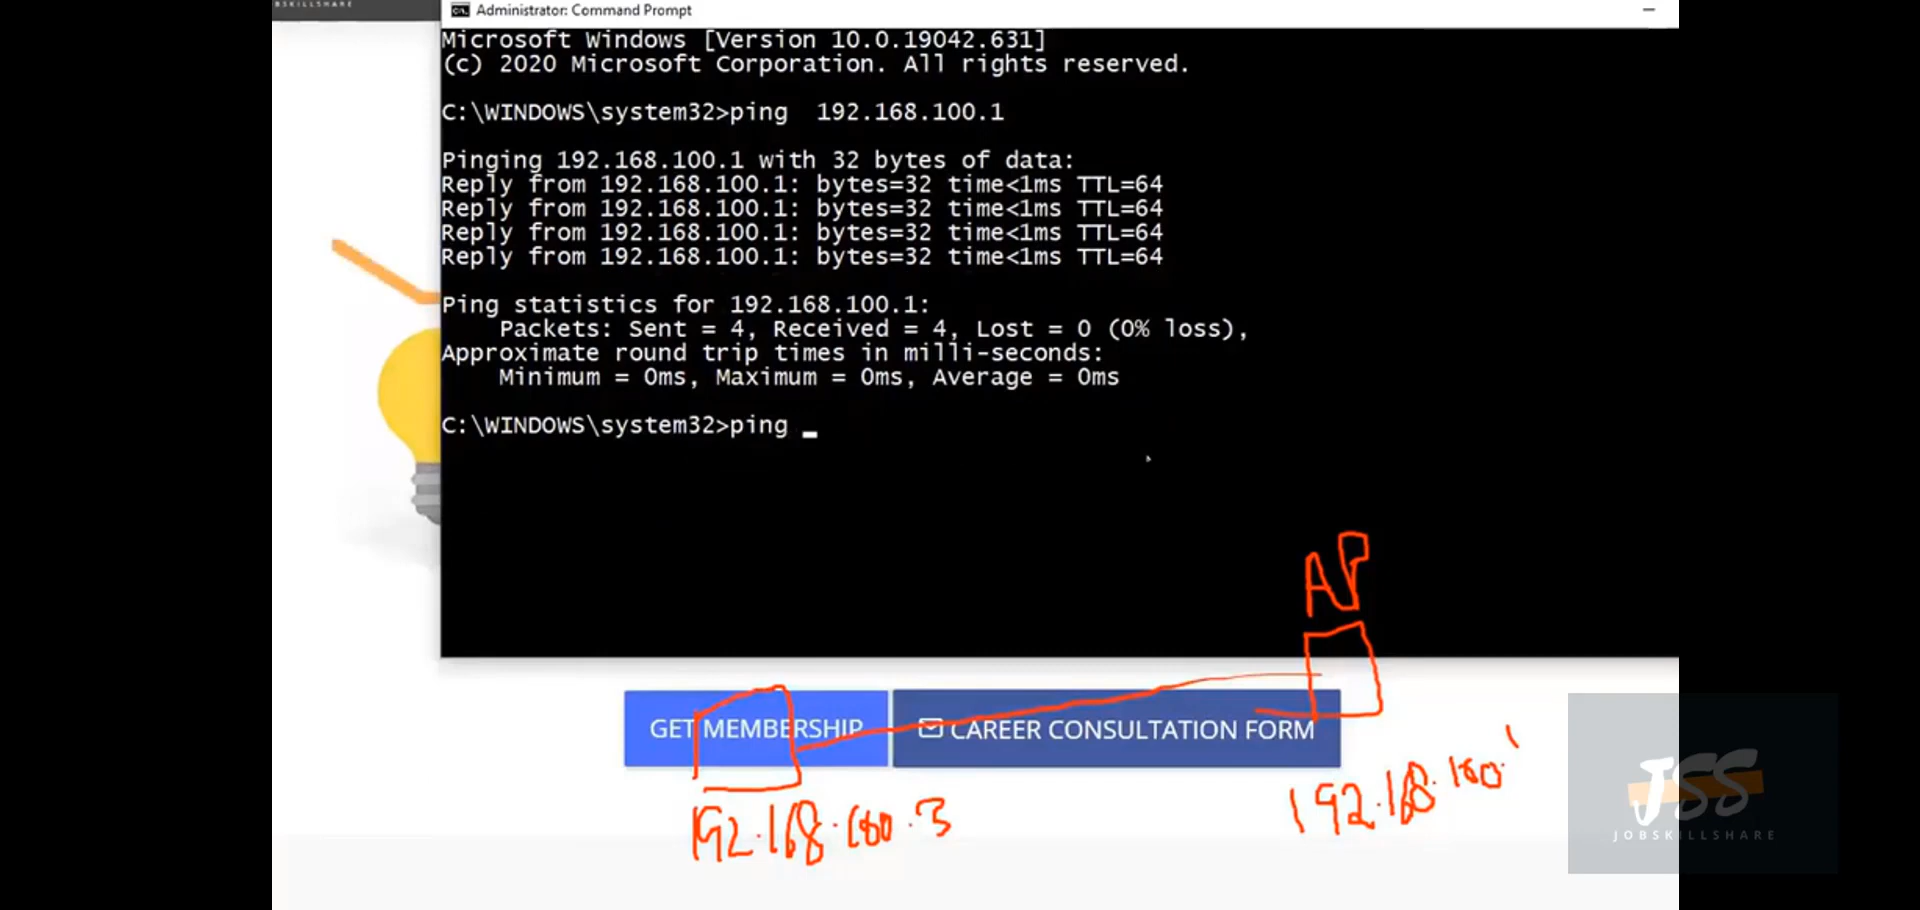 BSKILLSHARE
Administrator: Command Prompt
Microsoft Windows [Version 10.0.19042.631]
(c) 2020 Microsoft Corporation. All rights reserved.
C:\WINDOWS\system32>ping  192.168.100.1
Pinging 192.168.100.1 with 32 bytes of data:
Reply from 192.168.100.1: bytes=32 time<1ms TTL=64
Reply from 192.168.100.1: bytes=32 time<1ms TTL=64
Reply from 192.168.100.1: bytes=32 time<1ms TTL=64
Reply from 192.168.100.1: bytes=32 time<1ms TTL=64
Ping statistics for 192.168.100.1:
    Packets: Sent = 4, Received = 4, Lost = 0 (0% loss),
Approximate round trip times in milli-seconds:
    Minimum = 0ms, Maximum = 0ms, Average = 0ms
C:\WINDOWS\system32>ping _
AP
GET MEMBERSHIP
CAREER CONSULTATION FORM
192.168.100.3
192.168.100.1
JSS
JOBSKILLSHARE